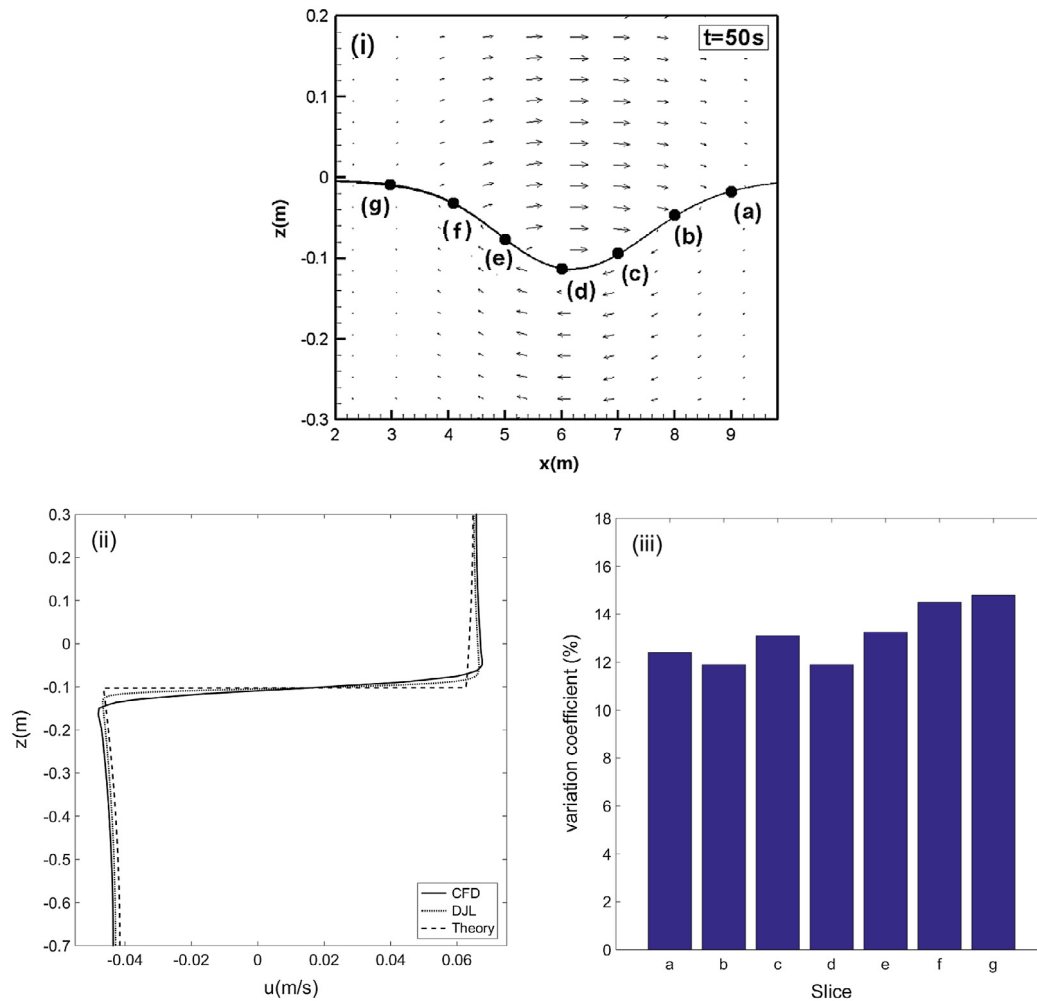 (i)
t=50s
0.2
0.1
0
-0.1
-0.2
-0.3
z(m)
(g)
(f)
(e)
(d)
(c)
(b)
(a)
2 3 4 5 6 7 8 9
x(m)
(ii)
0.3
0.2
0.1
0
-0.1
-0.2
-0.3
-0.4
-0.5
-0.6
-0.7
z(m)
CFD
DJL
Theory
-0.04 -0.02 0 0.02 0.04 0.06
u(m/s)
(iii)
18
16
14
12
10
8
6
4
2
0
variation coefficient (%)
a b c d e f g
Slice